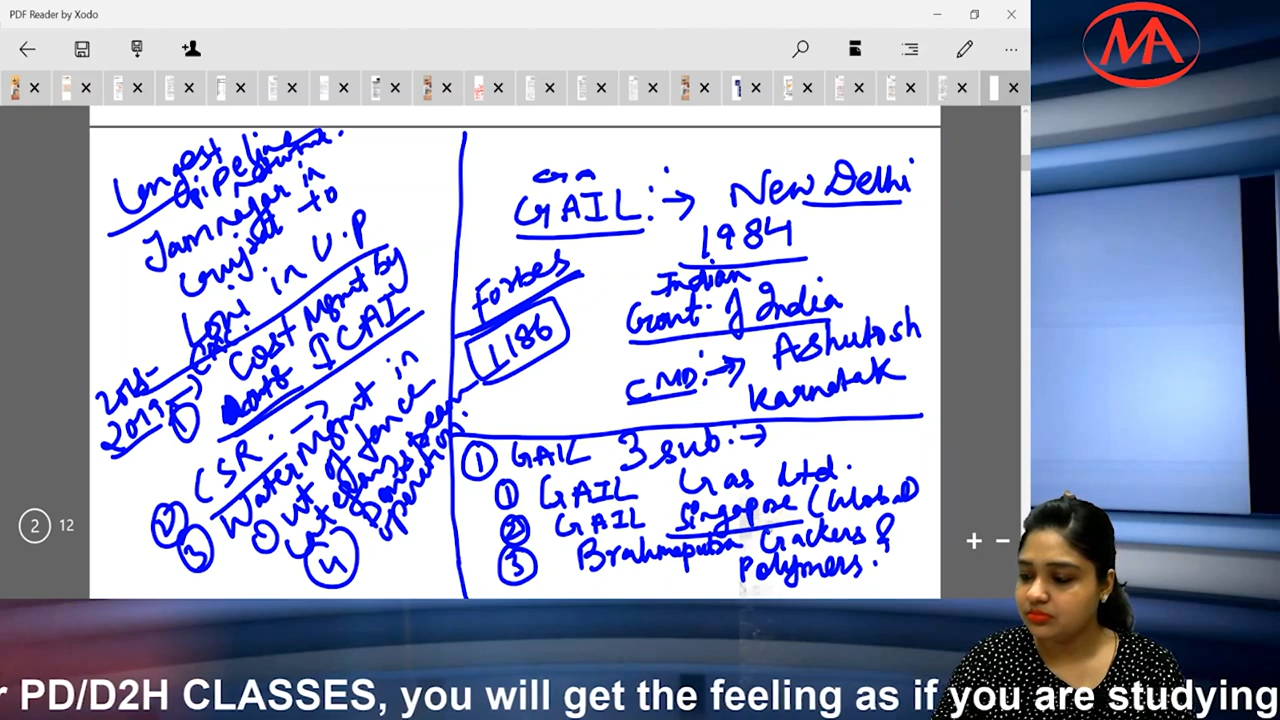 PDF Reader by Xodo
MA
Longest
pipeline
network
Jamnagar in
Gujrat to
Loni in U.P
2018-
2019
① Cost Mgmt by
ICAI
② CSR
③ Water Mgmt in
④
GAIL :→ New Delhi
1984
Indian
Govt. of India
CMD :→ Ashutosh
Karnatak
Forbes
1186
① GAIL 3 sub :→
① GAIL Gas Ltd.
② GAIL Singapore (Global)
③ Brahmaputra Crackers &
Polymers.
2 12
r PD/D2H CLASSES, you will get the feeling as if you are studying